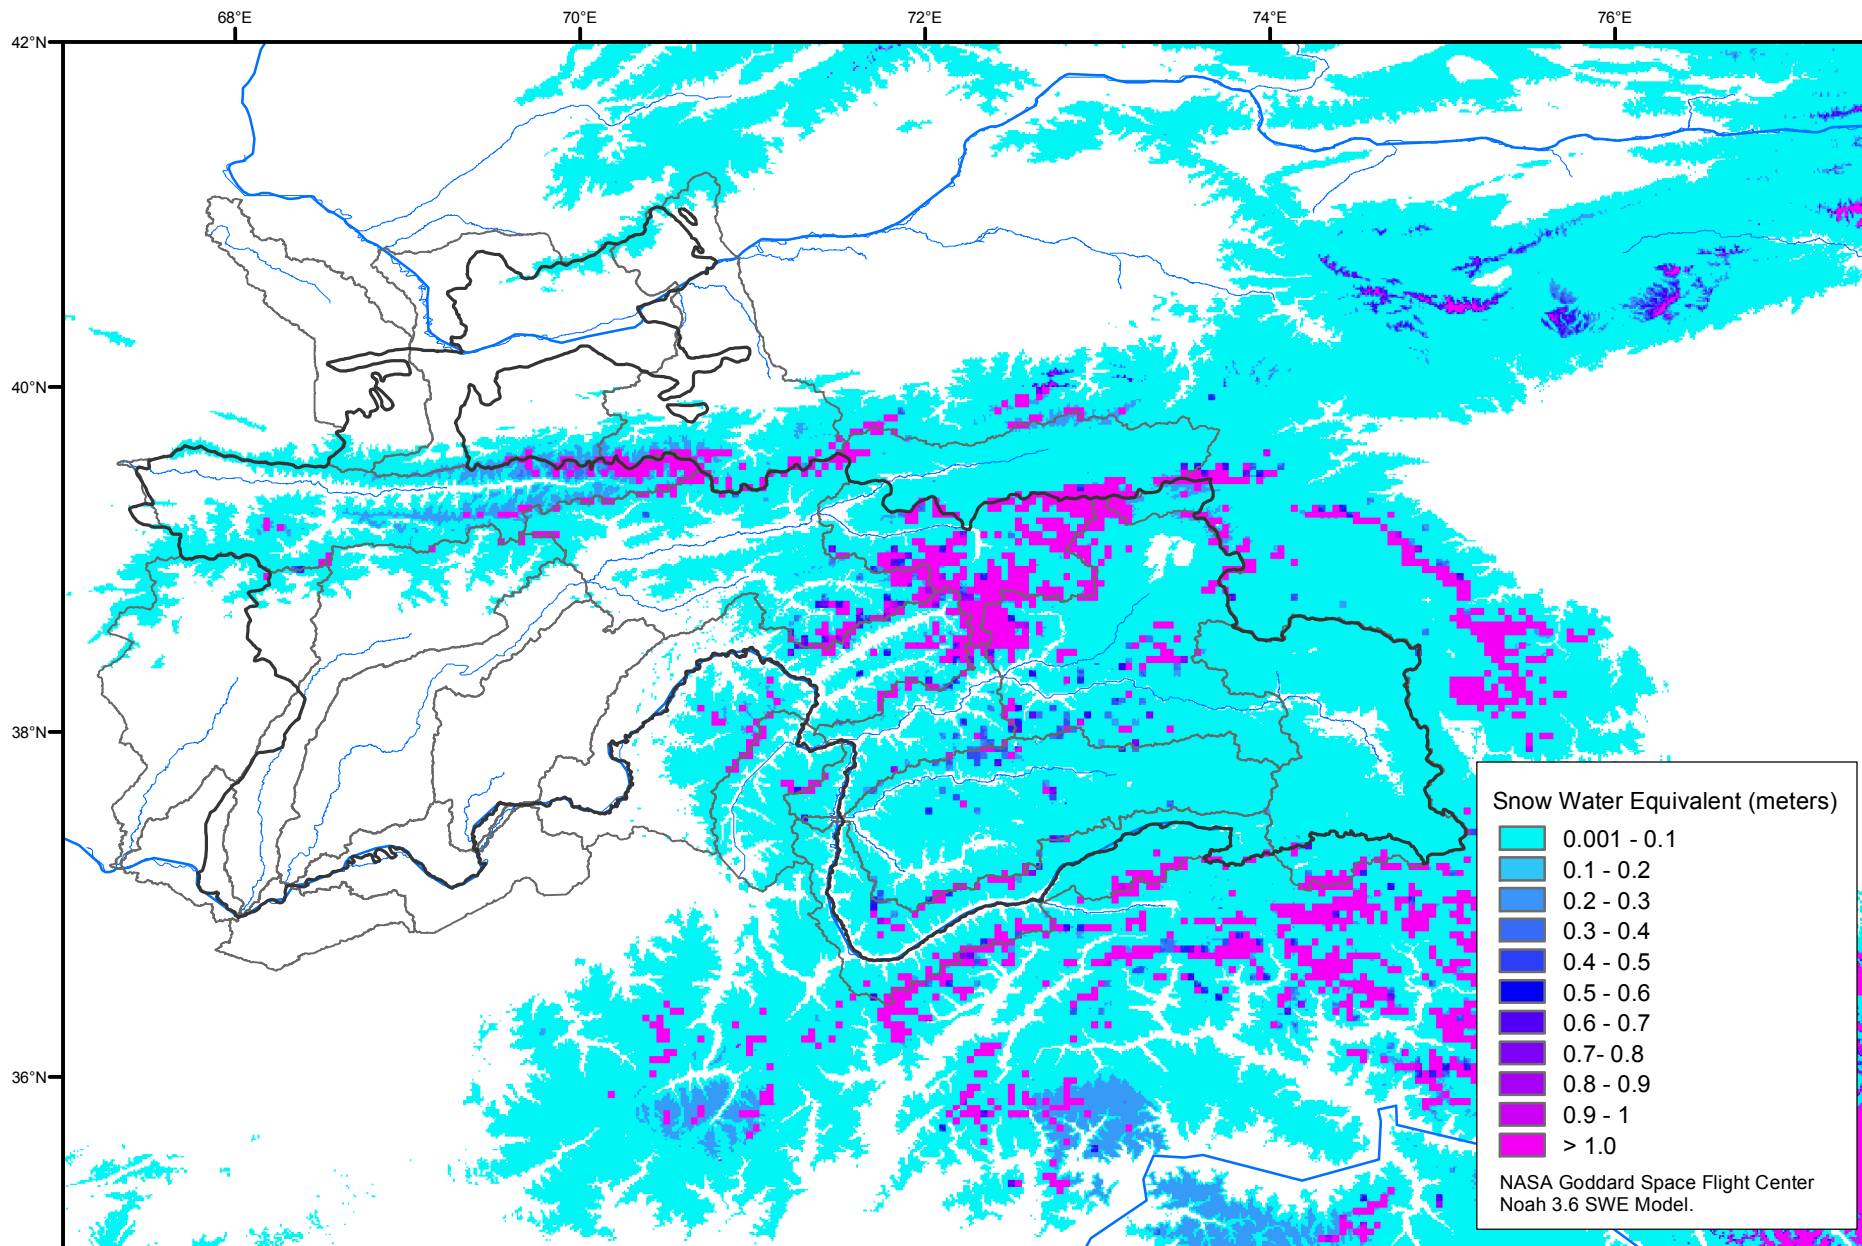 68°E 70°E 72°E 74°E 76°E
42°N
40°N
38°N
36°N
Snow Water Equivalent (meters)
0.001 - 0.1
0.1 - 0.2
0.2 - 0.3
0.3 - 0.4
0.4 - 0.5
0.5 - 0.6
0.6 - 0.7
0.7- 0.8
0.8 - 0.9
0.9 - 1
> 1.0
NASA Goddard Space Flight Center
Noah 3.6 SWE Model.